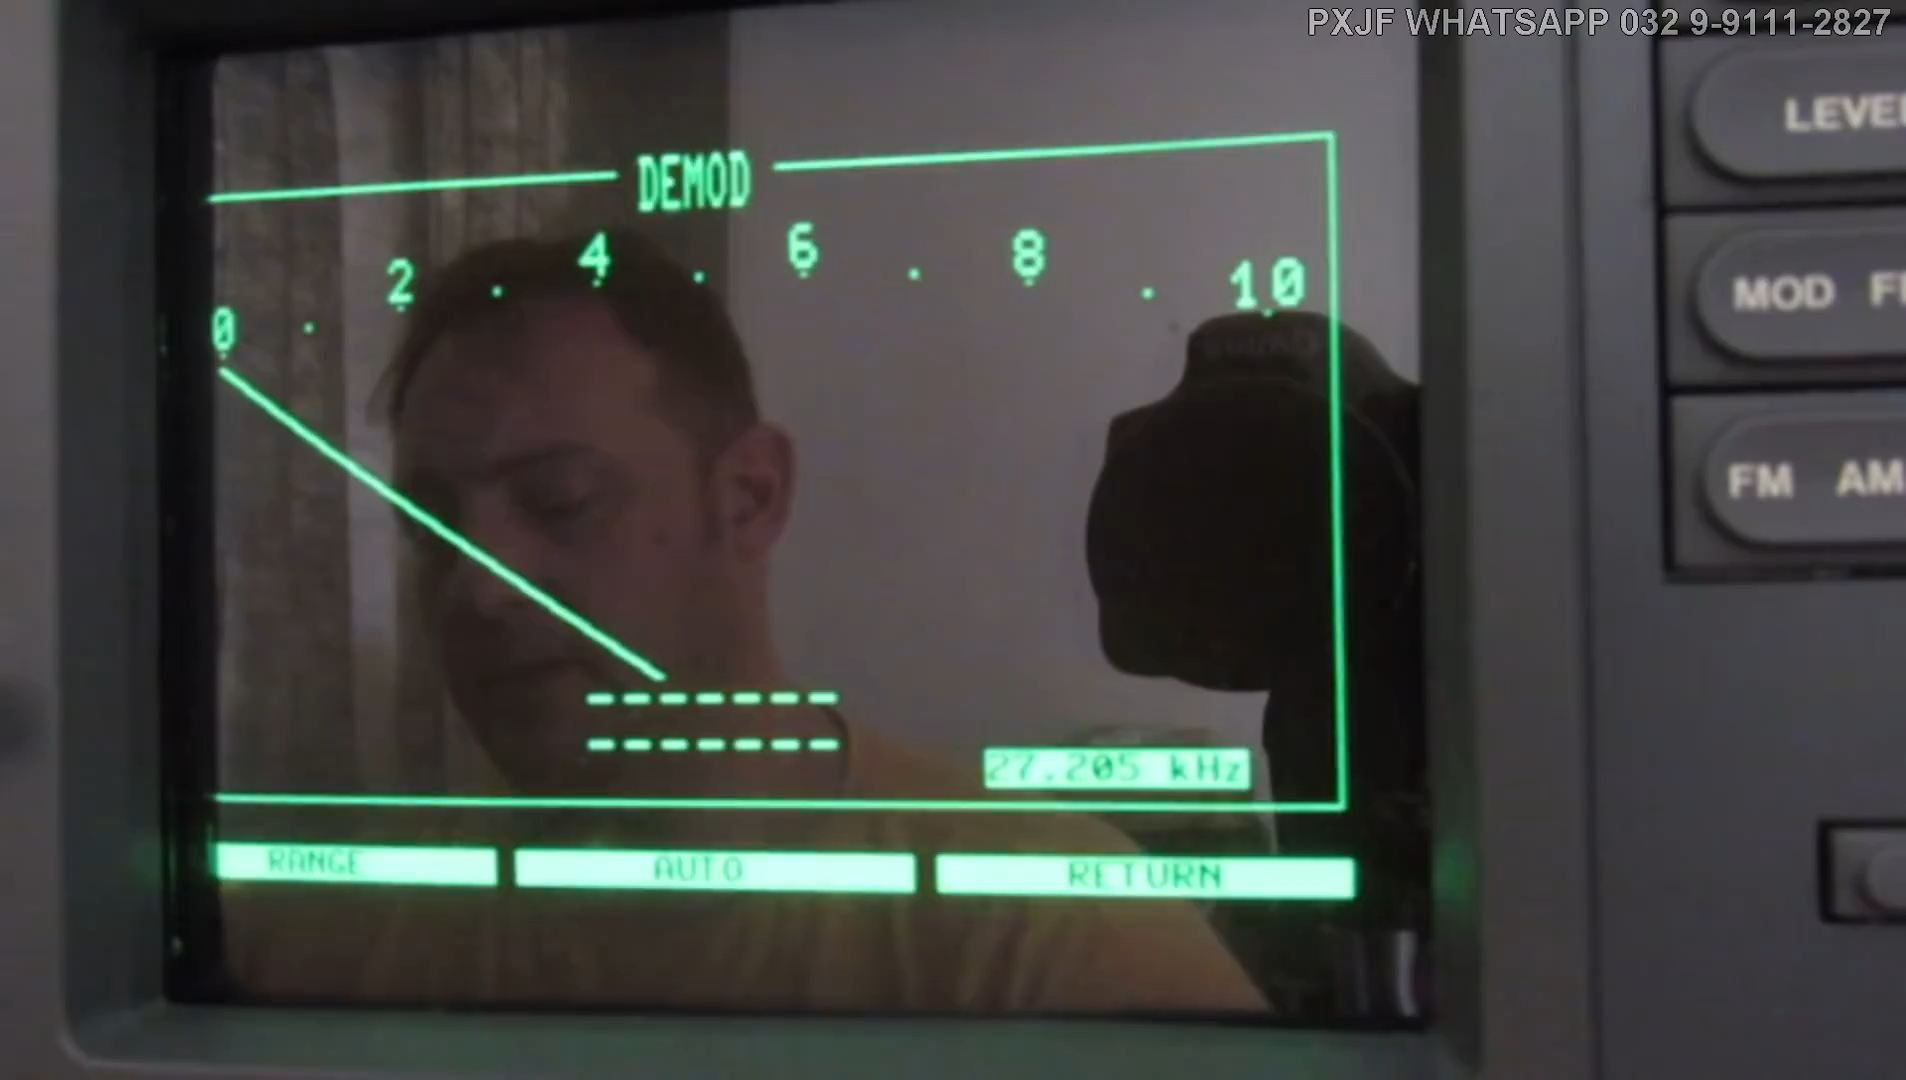 PXJF WHATSAPP 032 9-9111-2827
LEVEL
DEMOD
0 . 2 . 4 . 6 . 8 . 10
MOD
FM AM
27.205 kHz
RANGE AUTO RETURN